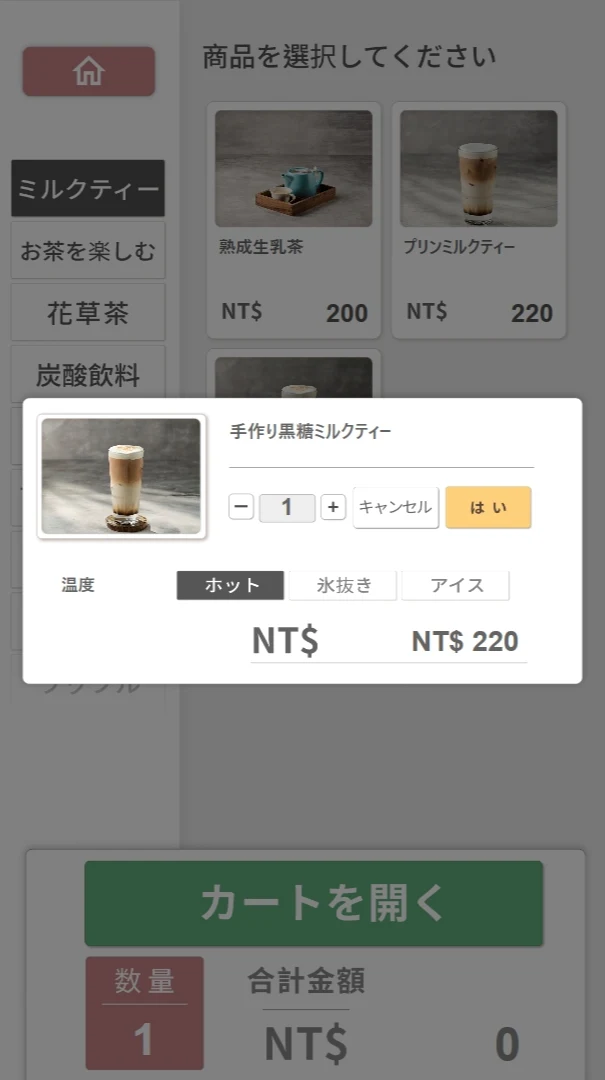 商品を選択してください
ミルクティー
お茶を楽しむ
花草茶
炭酸飲料
熟成生乳茶
NT$ 200
プリンミルクティー
NT$ 220
手作り黒糖ミルクティー
− 1 + キャンセル はい
温度 ホット 氷抜き アイス
NT$ NT$ 220
カートを開く
数量 合計金額
1 NT$ 0